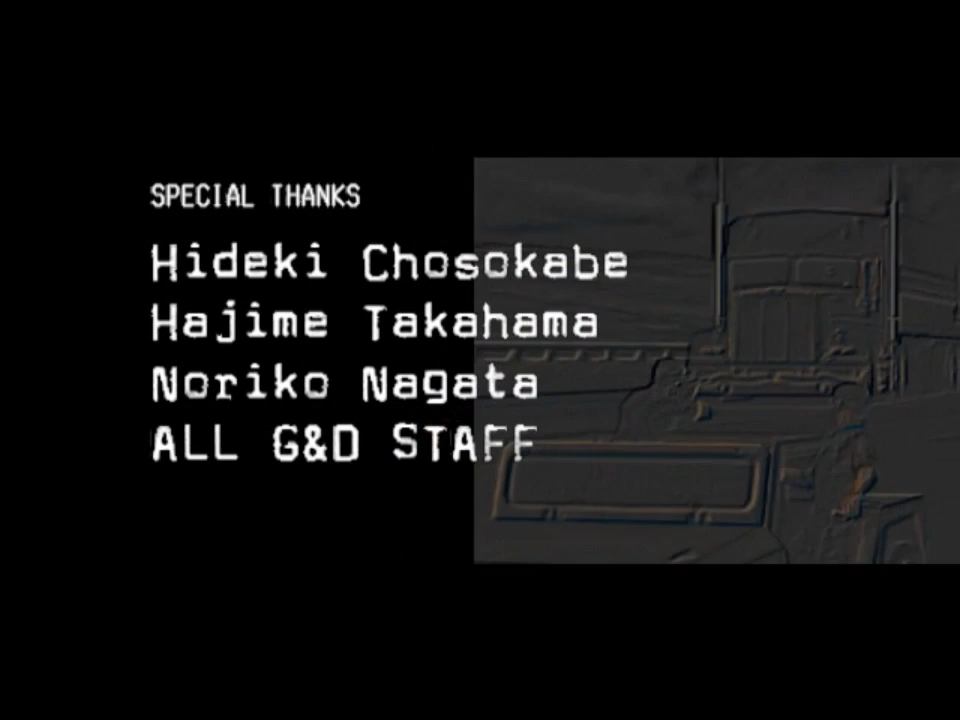 SPECIAL THANKS
Hideki Chosokabe
Hajime Takahama
Noriko Nagata
ALL G&D STAFF